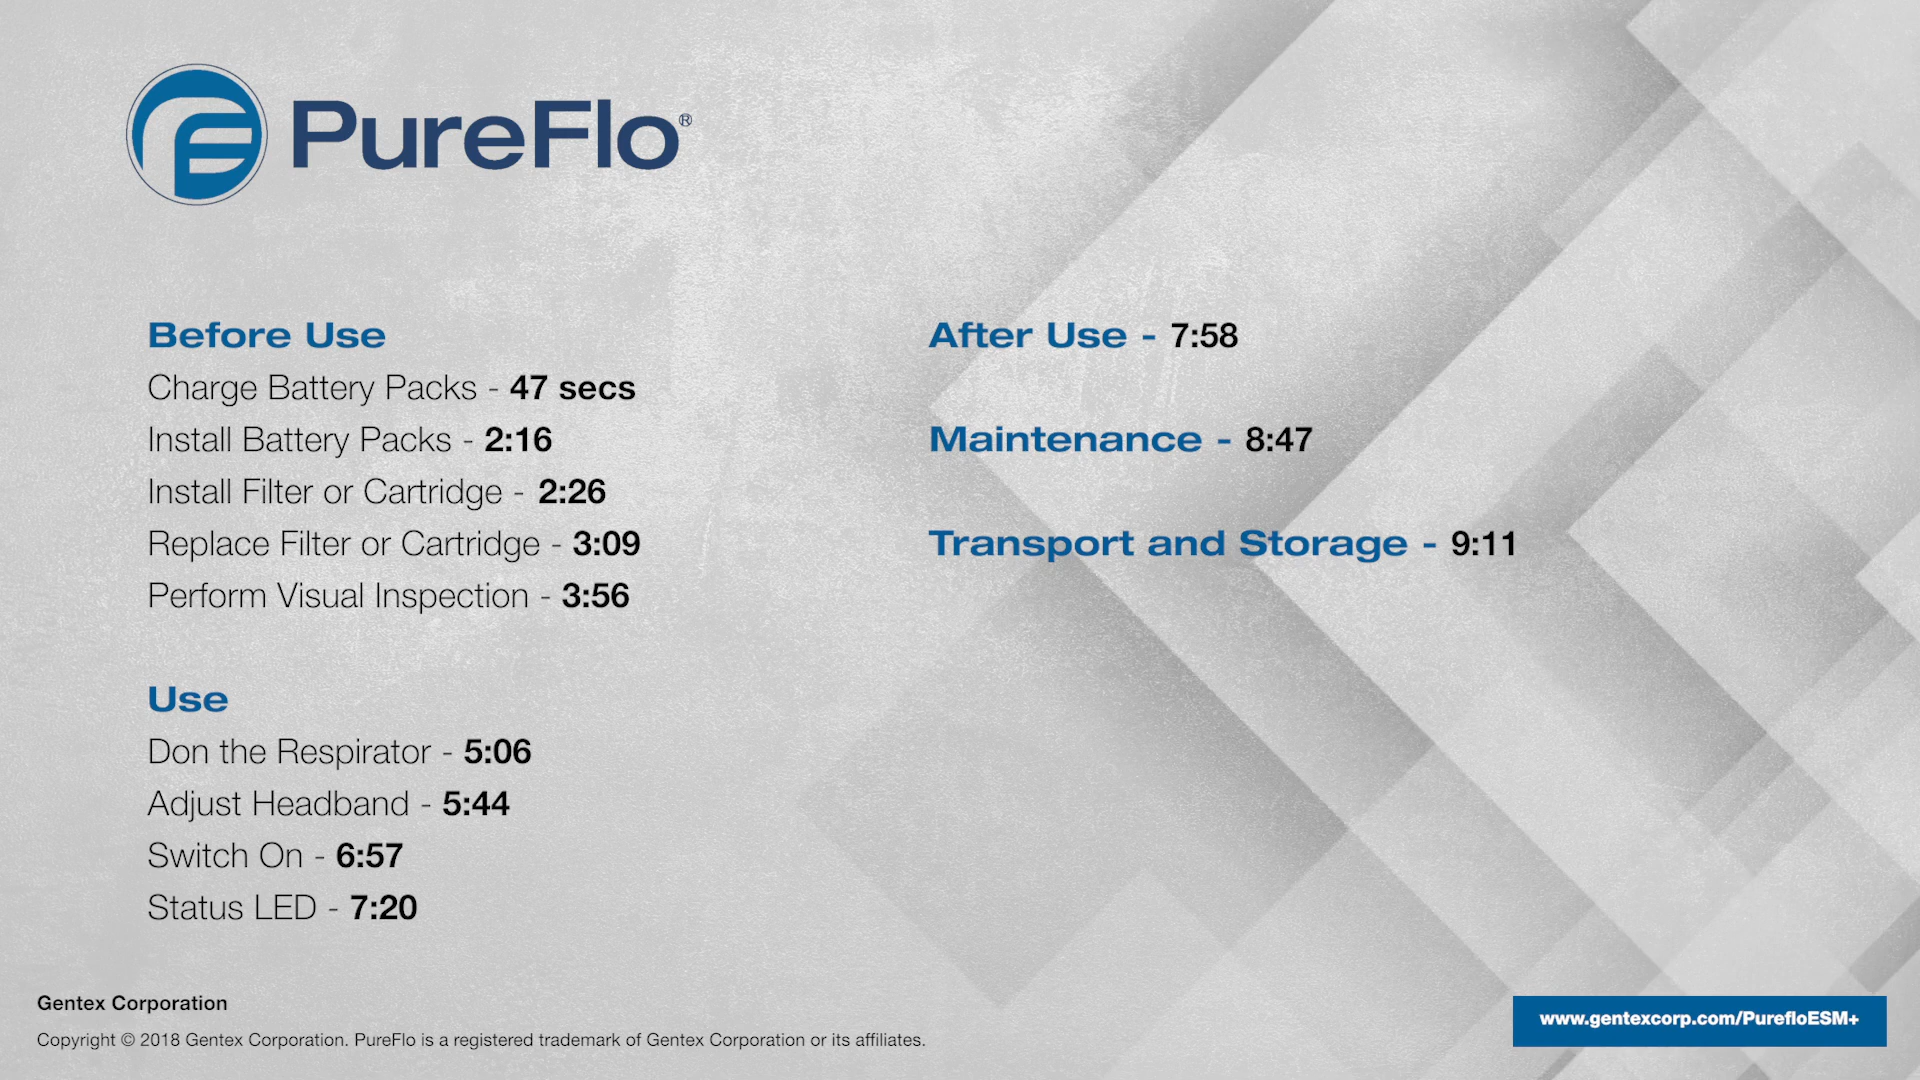 PureFlo®
Before Use
Charge Battery Packs - 47 secs
Install Battery Packs - 2:16
Install Filter or Cartridge - 2:26
Replace Filter or Cartridge - 3:09
Perform Visual Inspection - 3:56
Use
Don the Respirator - 5:06
Adjust Headband - 5:44
Switch On - 6:57
Status LED - 7:20
After Use - 7:58
Maintenance - 8:47
Transport and Storage - 9:11
Gentex Corporation
Copyright © 2018 Gentex Corporation. PureFlo is a registered trademark of Gentex Corporation or its affiliates.
www.gentexcorp.com/PurefloESM+